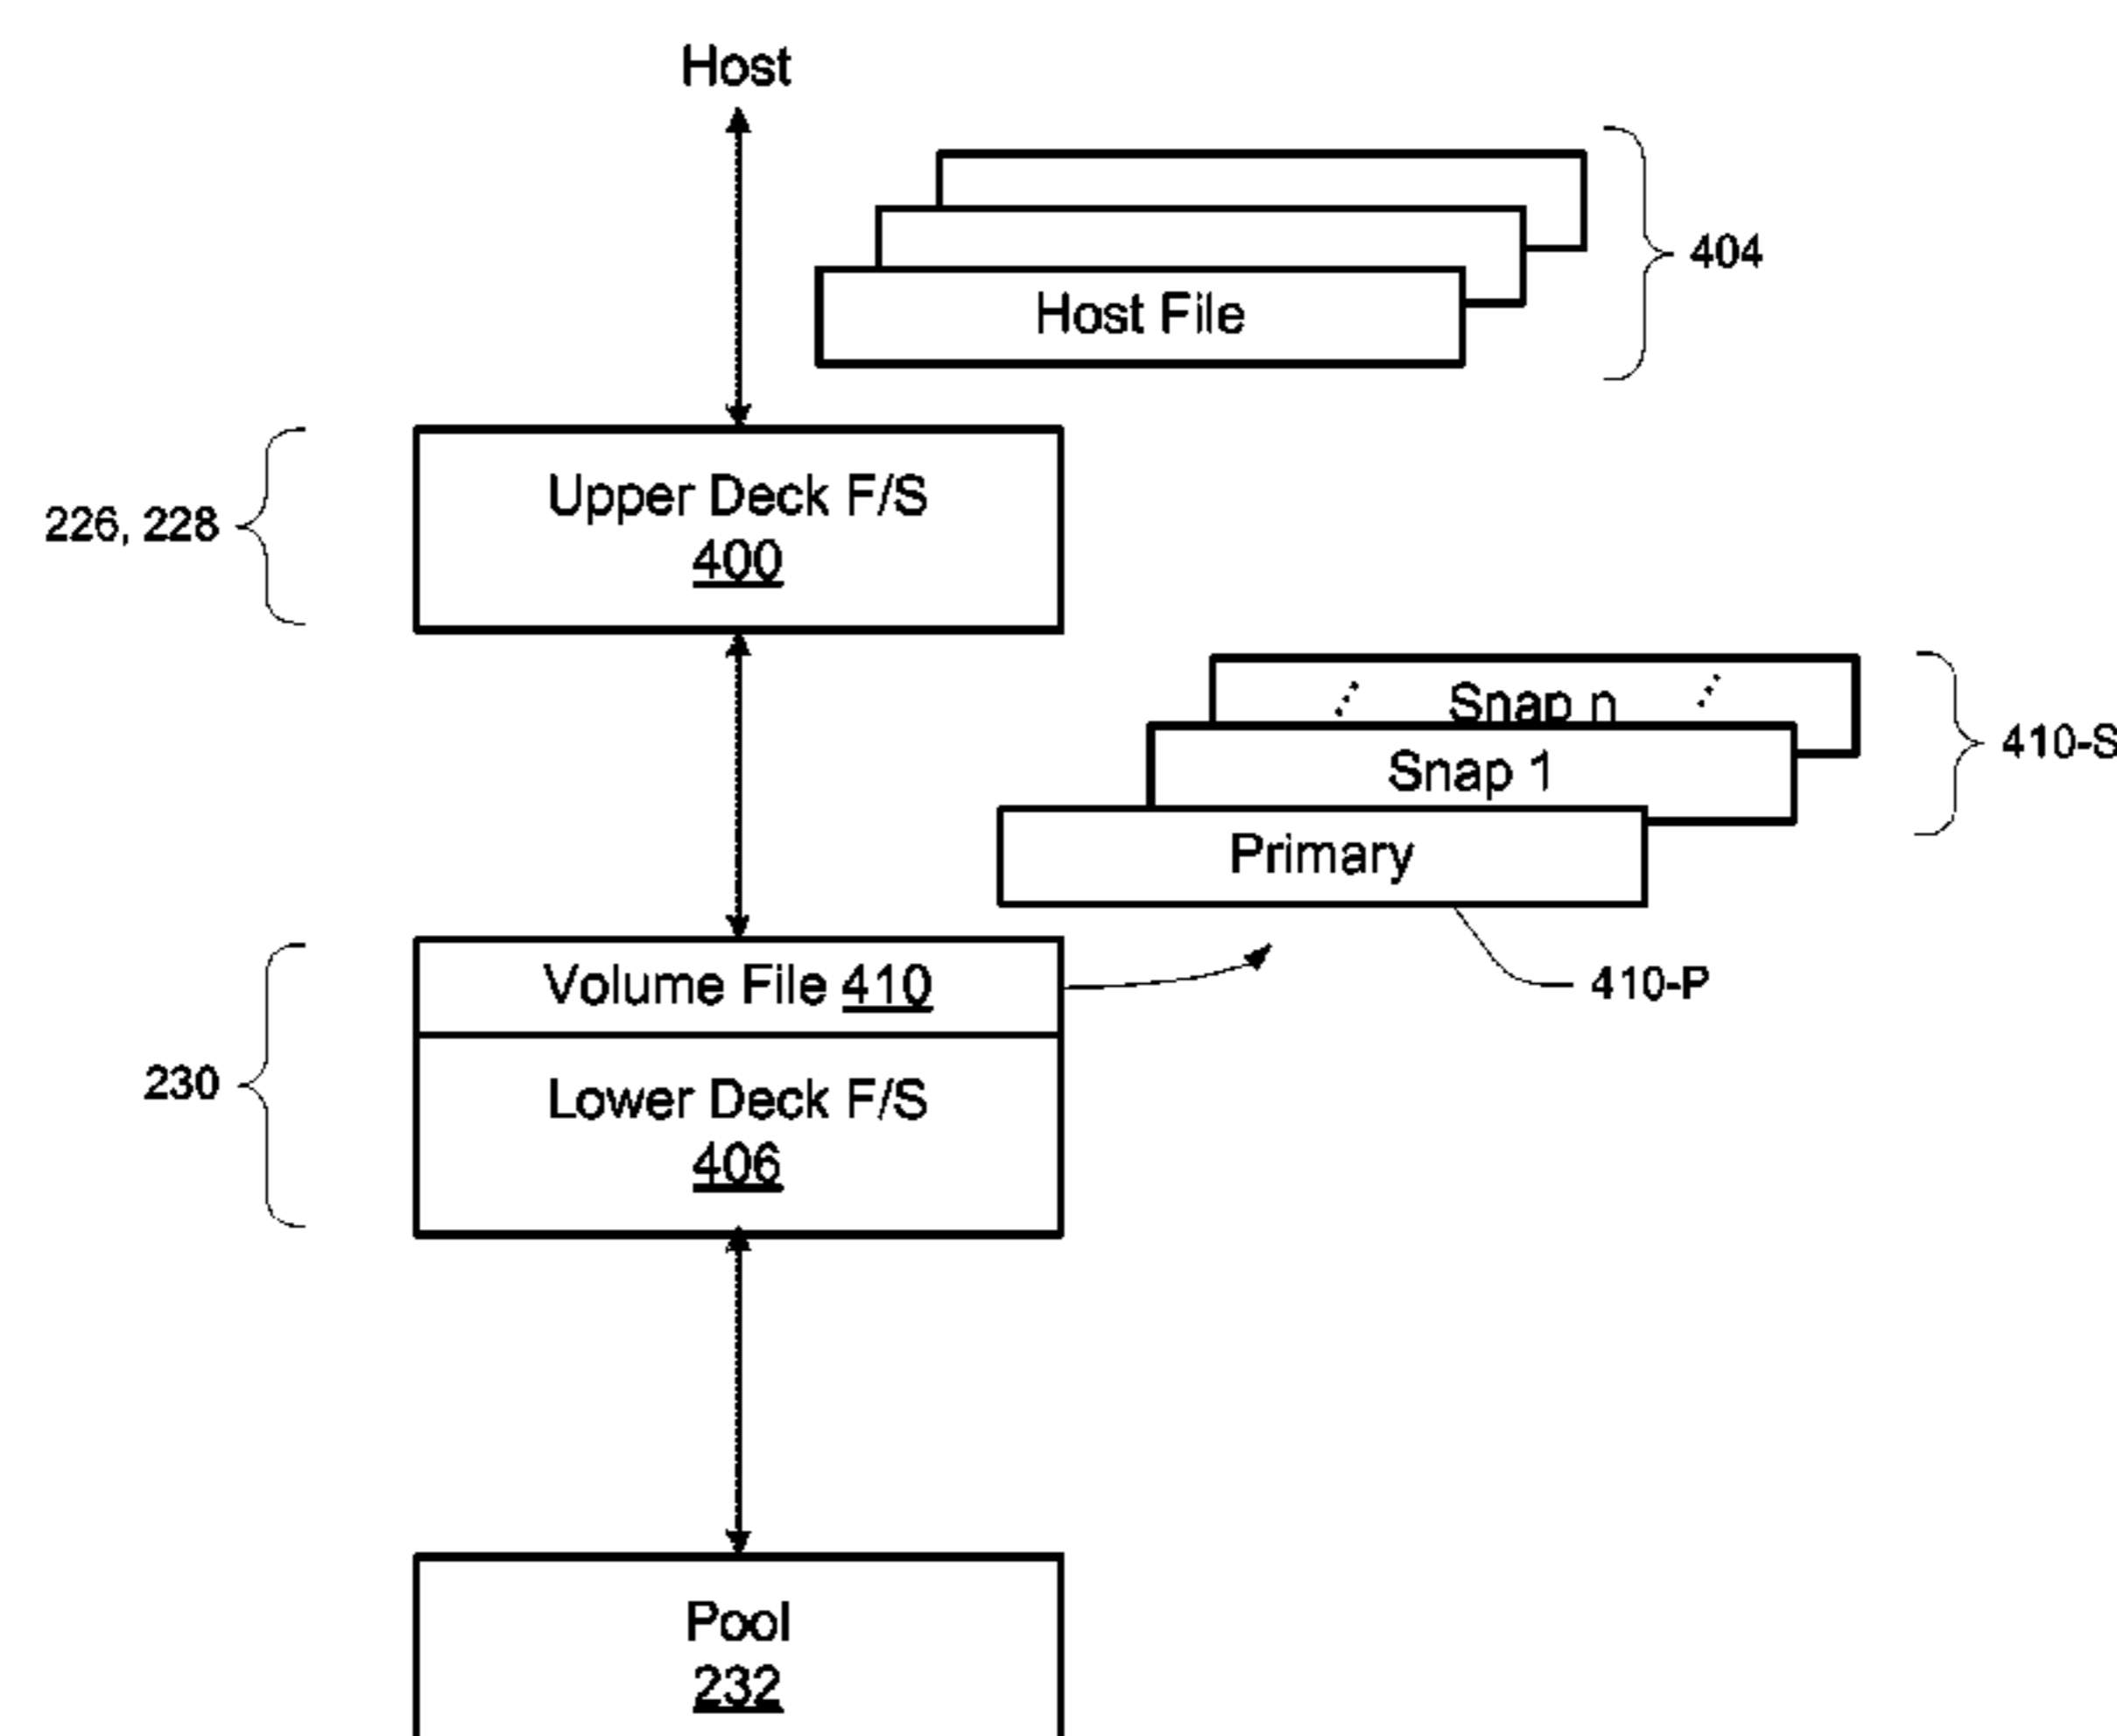 Host
404
Host File
Upper Deck F/S
400
226, 228
Snap n
410-S
Snap 1
Primary
410-P
Volume File 410
230
Lower Deck F/S
406
Pool
232